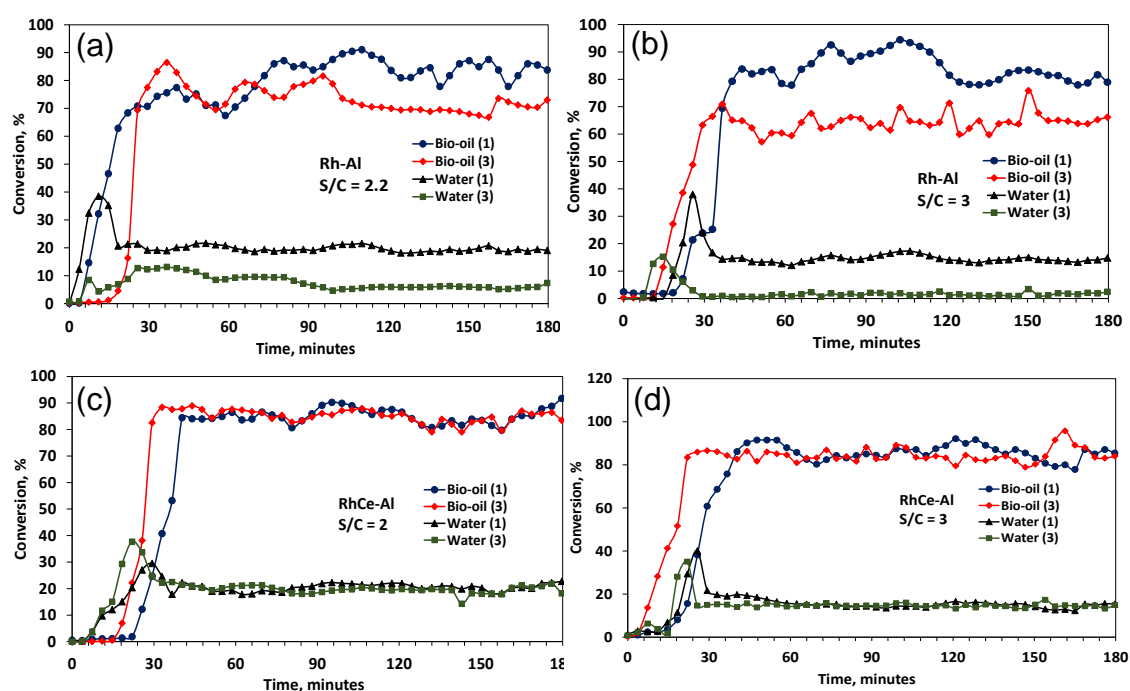 (a)
Conversion, %
100
90
80
70
60
50
40
30
20
10
0
Rh-Al
S/C = 2.2
Bio-oil (1)
Bio-oil (3)
Water (1)
Water (3)
0 30 60 90 120 150 180
Time, minutes
(b)
Conversion, %
100
90
80
70
60
50
40
30
20
10
0
Rh-Al
S/C = 3
Bio-oil (1)
Bio-oil (3)
Water (1)
Water (3)
0 30 60 90 120 150 180
Time, minutes
(c)
Conversion, %
100
90
80
70
60
50
40
30
20
10
0
RhCe-Al
S/C = 2
Bio-oil (1)
Bio-oil (3)
Water (1)
Water (3)
0 30 60 90 120 150 180
Time, minutes
(d)
Conversion, %
120
100
80
60
40
20
0
RhCe-Al
S/C = 3
Bio-oil (1)
Bio-oil (3)
Water (1)
Water (3)
0 30 60 90 120 150 180
Time, minutes